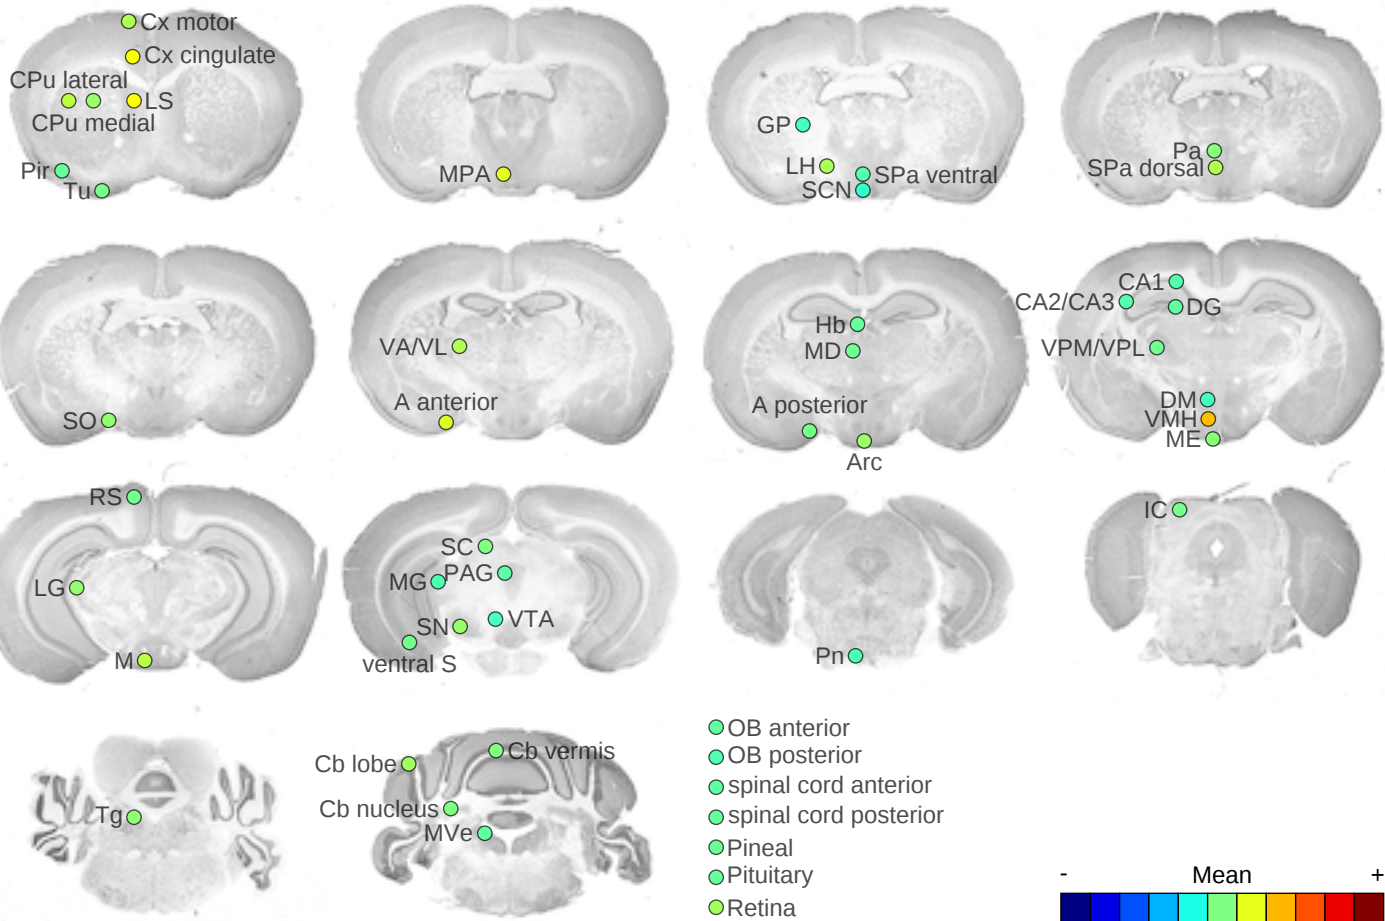 Cx motor
Cx cingulate
CPu lateral
LS
CPu medial
Pir
Tu
MPA
GP
LH
SPa ventral
SCN
Pa
SPa dorsal
SO
VA/VL
A anterior
Hb
MD
A posterior
Arc
CA1
CA2/CA3
DG
VPM/VPL
DM
VMH
ME
RS
LG
M
SC
MG
PAG
SN
VTA
ventral S
Pn
IC
Tg
Cb lobe
Cb vermis
Cb nucleus
MVe
OB anterior
OB posterior
spinal cord anterior
spinal cord posterior
Pineal
Pituitary
Retina
- Mean +